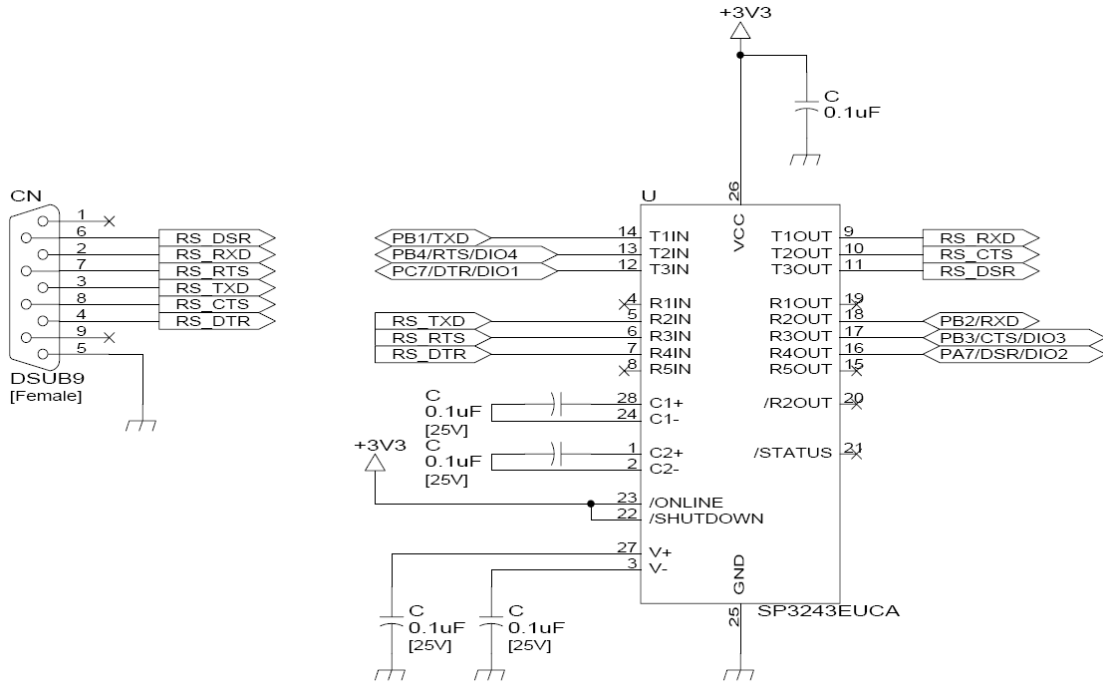 +3V3
C
0.1uF
CN
1
6 RS_DSR
2 RS_RXD
7 RS_RTS
3 RS_TXD
8 RS_CTS
4 RS_DTR
9
5
DSUB9
[Female]
U
26
VCC
PB1/TXD 14 T1IN T1OUT 9 RS_RXD
PB4/RTS/DIO4 13 T2IN T2OUT 10 RS_CTS
PC7/DTR/DIO1 12 T3IN T3OUT 11 RS_DSR
4 R1IN R1OUT 19
RS_TXD 5 R2IN R2OUT 18 PB2/RXD
RS_RTS 6 R3IN R3OUT 17 PB3/CTS/DIO3
RS_DTR 7 R4IN R4OUT 16 PA7/DSR/DIO2
8 R5IN R5OUT 15
C
0.1uF
[25V]
28 C1+ /R2OUT 20
24 C1-
C
0.1uF
[25V]
1 C2+ /STATUS 21
2 C2-
+3V3
23 /ONLINE
22 /SHUTDOWN
27 V+
3 V-
GND
25
SP3243EUCA
C
0.1uF
[25V]
C
0.1uF
[25V]